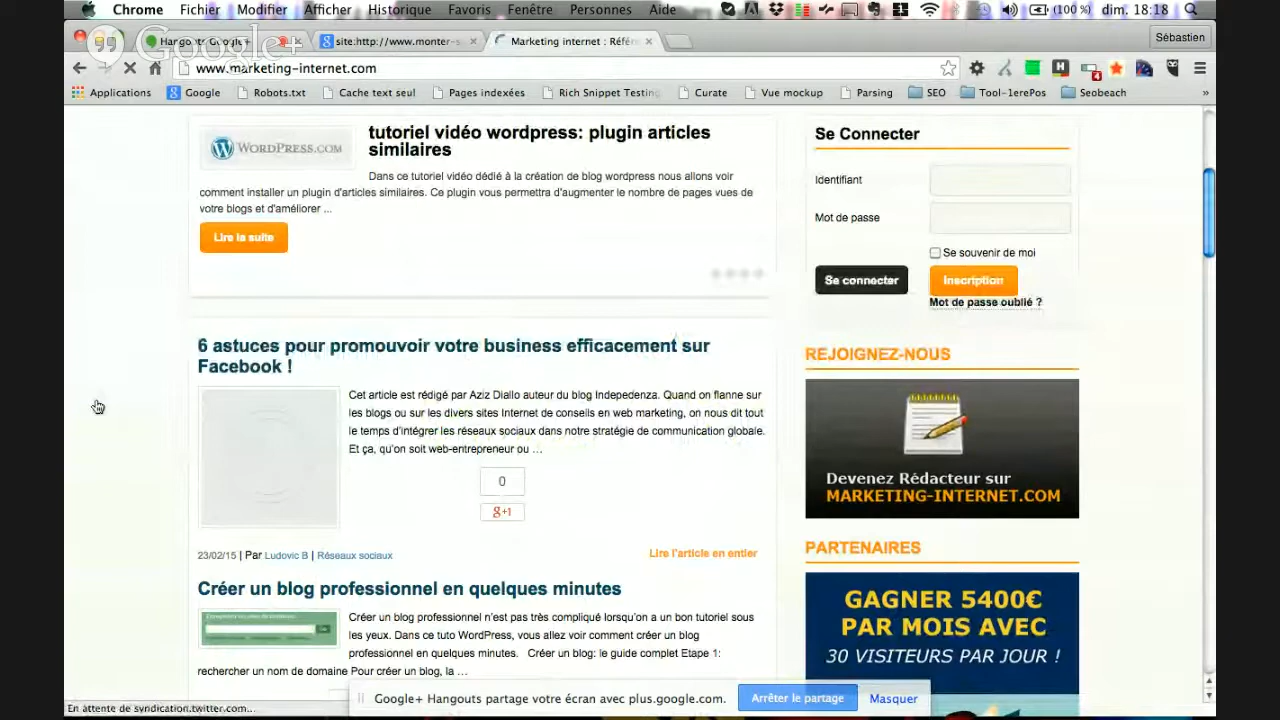 Chrome Fichier Modifier Afficher Historique Favoris Fenêtre Personnes Aide (100 %) dim. 18:18
Hangouts Google+ site:http://www.monter-s Marketing internet : Référe Sébastien
Google+
www.marketing-internet.com
Applications Google Robots.txt Cache text seul Pages indexées Rich Snippet Testing Curate Vue mockup Parsing SEO Tool-1erePos Seobeach »
WORDPRESS.COM
tutoriel vidéo wordpress: plugin articles
similaires
Dans ce tutoriel vidéo dédié à la création de blog wordpress nous allons voir
comment installer un plugin d'articles similaires. Ce plugin vous permettra d'augmenter le nombre de pages vues de
votre blogs et d'améliorer ...
Lire la suite
Se Connecter
Identifiant
Mot de passe
Se souvenir de moi
Se connecter Inscription
Mot de passe oublié ?
6 astuces pour promouvoir votre business efficacement sur
Facebook !
Cet article est rédigé par Aziz Diallo auteur du blog Indepedenza. Quand on flanne sur
les blogs ou sur les divers sites Internet de conseils en web marketing, on nous dit tout
le temps d'intégrer les réseaux sociaux dans notre stratégie de communication globale.
Et ça, qu'on soit web-entrepreneur ou ...
0
g+1
23/02/15 | Par Ludovic B | Réseaux sociaux Lire l'article en entier
REJOIGNEZ-NOUS
Devenez Rédacteur sur
MARKETING-INTERNET.COM
PARTENAIRES
GAGNER 5400€
PAR MOIS AVEC
30 VISITEURS PAR JOUR !
Créer un blog professionnel en quelques minutes
Créer un blog professionnel n'est pas très compliqué lorsqu'on a un bon tutoriel sous
les yeux. Dans ce tuto WordPress, vous allez voir comment créer un blog
professionnel en quelques minutes. Créer un blog: le guide complet Etape 1:
rechercher un nom de domaine Pour créer un blog, la ...
Google+ Hangouts partage votre écran avec plus.google.com. Arrêter le partage Masquer
En attente de syndication.twitter.com...